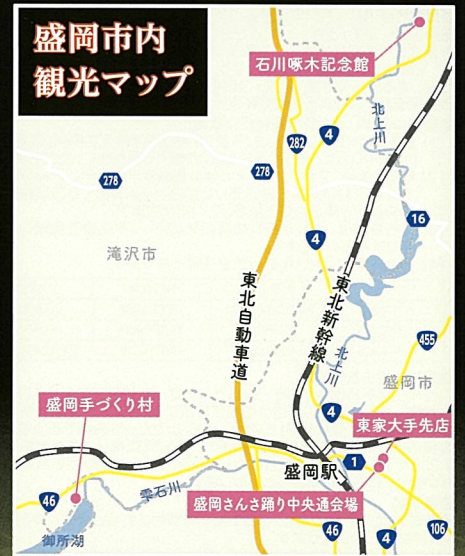 盛岡市内
観光マップ
石川啄木記念館
北上川
282
4
278
278
16
4
滝沢市
東北自動車道
東北新幹線
北上川
455
盛岡市
盛岡手づくり村
4
東家大手先店
盛岡駅
1
46
雫石川
盛岡さんさ踊り中央通会場
御所湖
46
4
106